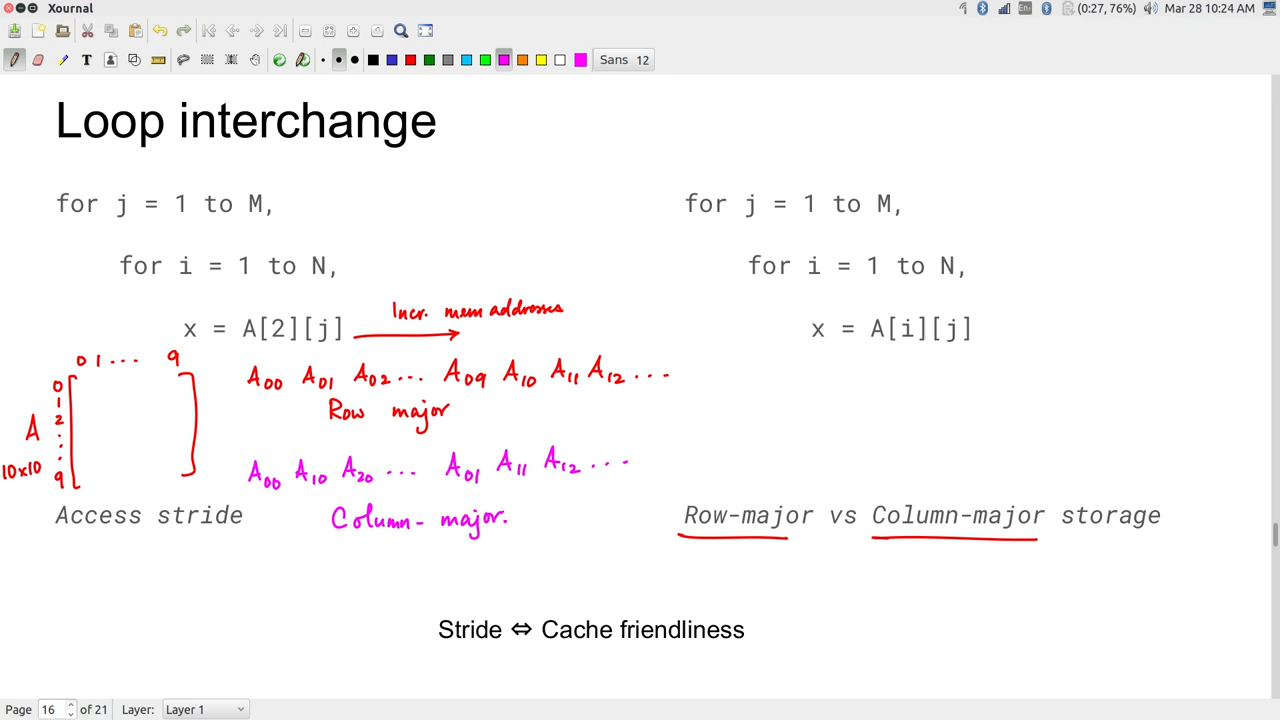 Xournal
(0:27, 76%) Mar 28 10:24 AM
Sans 12
Loop interchange
for j = 1 to M,
for i = 1 to N,
x = A[2][j]
Incr. mem addresses
0 1 ... 9
0
1
2
.
.
.
9
A
10x10
A00 A01 A02 ... A09 A10 A11 A12 ...
Row major
A00 A10 A20 ... A01 A11 A12 ...
Column-major.
Access stride
for j = 1 to M,
for i = 1 to N,
x = A[i][j]
Row-major vs Column-major storage
Stride ⇔ Cache friendliness
Page 16 of 21 Layer: Layer 1